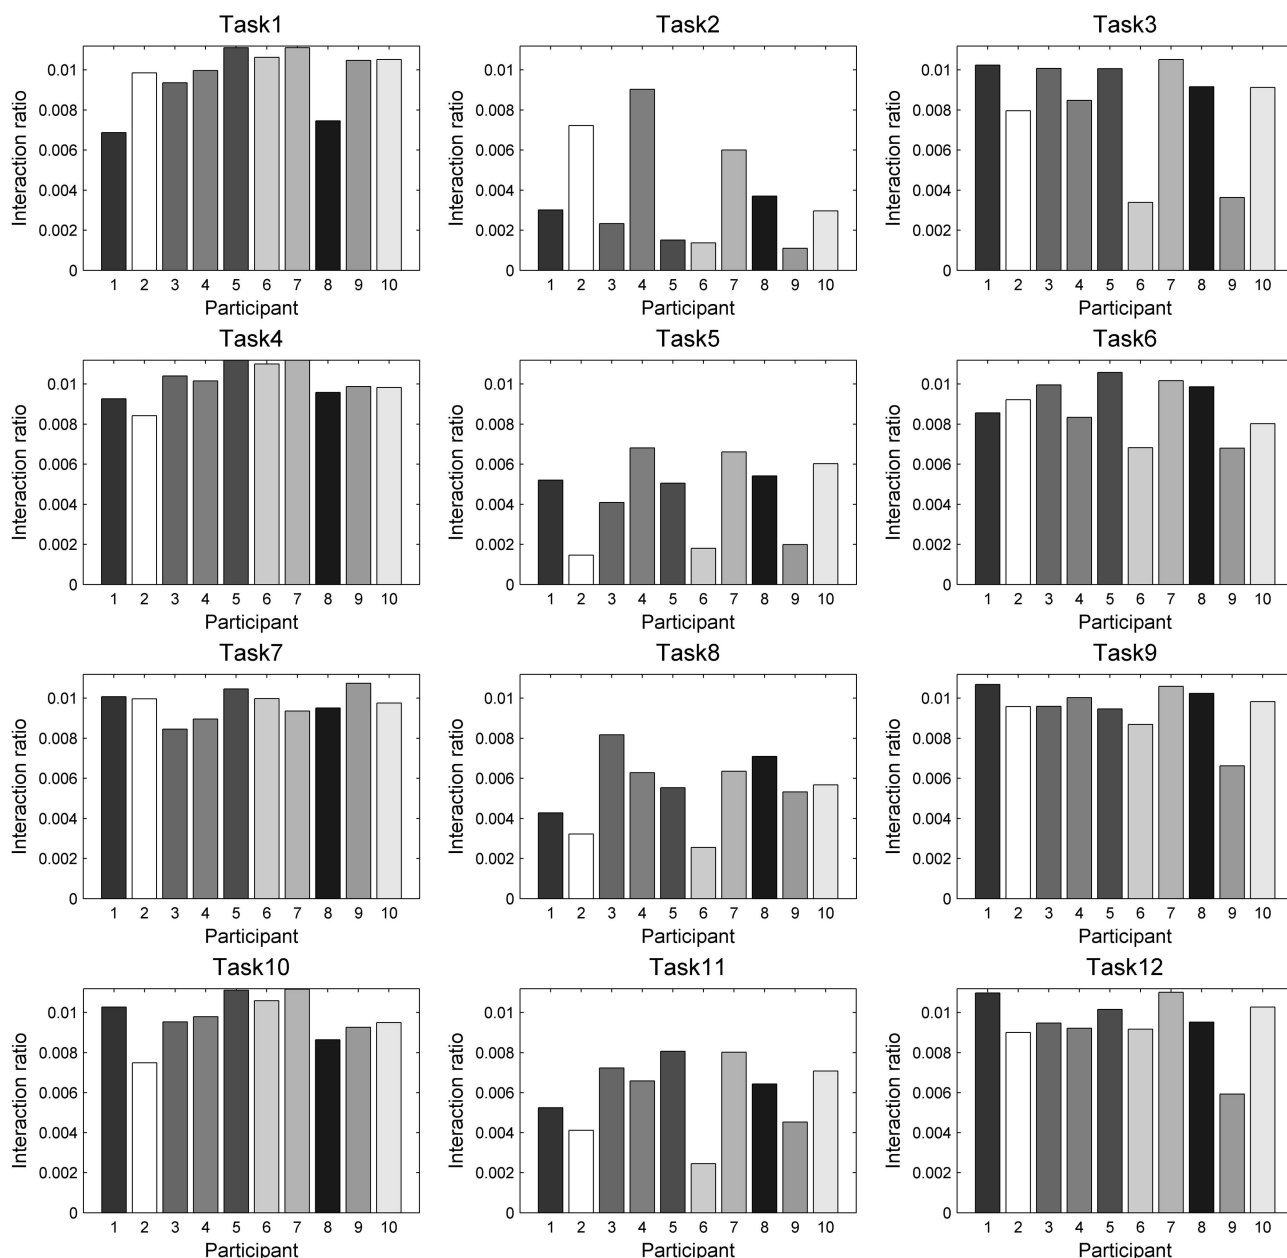 Task1
Interaction ratio
0.01
0.008
0.006
0.004
0.002
0
1 2 3 4 5 6 7 8 9 10
Participant
Task2
Interaction ratio
0.01
0.008
0.006
0.004
0.002
0
1 2 3 4 5 6 7 8 9 10
Participant
Task3
Interaction ratio
0.01
0.008
0.006
0.004
0.002
0
1 2 3 4 5 6 7 8 9 10
Participant
Task4
Interaction ratio
0.01
0.008
0.006
0.004
0.002
0
1 2 3 4 5 6 7 8 9 10
Participant
Task5
Interaction ratio
0.01
0.008
0.006
0.004
0.002
0
1 2 3 4 5 6 7 8 9 10
Participant
Task6
Interaction ratio
0.01
0.008
0.006
0.004
0.002
0
1 2 3 4 5 6 7 8 9 10
Participant
Task7
Interaction ratio
0.01
0.008
0.006
0.004
0.002
0
1 2 3 4 5 6 7 8 9 10
Participant
Task8
Interaction ratio
0.01
0.008
0.006
0.004
0.002
0
1 2 3 4 5 6 7 8 9 10
Participant
Task9
Interaction ratio
0.01
0.008
0.006
0.004
0.002
0
1 2 3 4 5 6 7 8 9 10
Participant
Task10
Interaction ratio
0.01
0.008
0.006
0.004
0.002
0
1 2 3 4 5 6 7 8 9 10
Participant
Task11
Interaction ratio
0.01
0.008
0.006
0.004
0.002
0
1 2 3 4 5 6 7 8 9 10
Participant
Task12
Interaction ratio
0.01
0.008
0.006
0.004
0.002
0
1 2 3 4 5 6 7 8 9 10
Participant